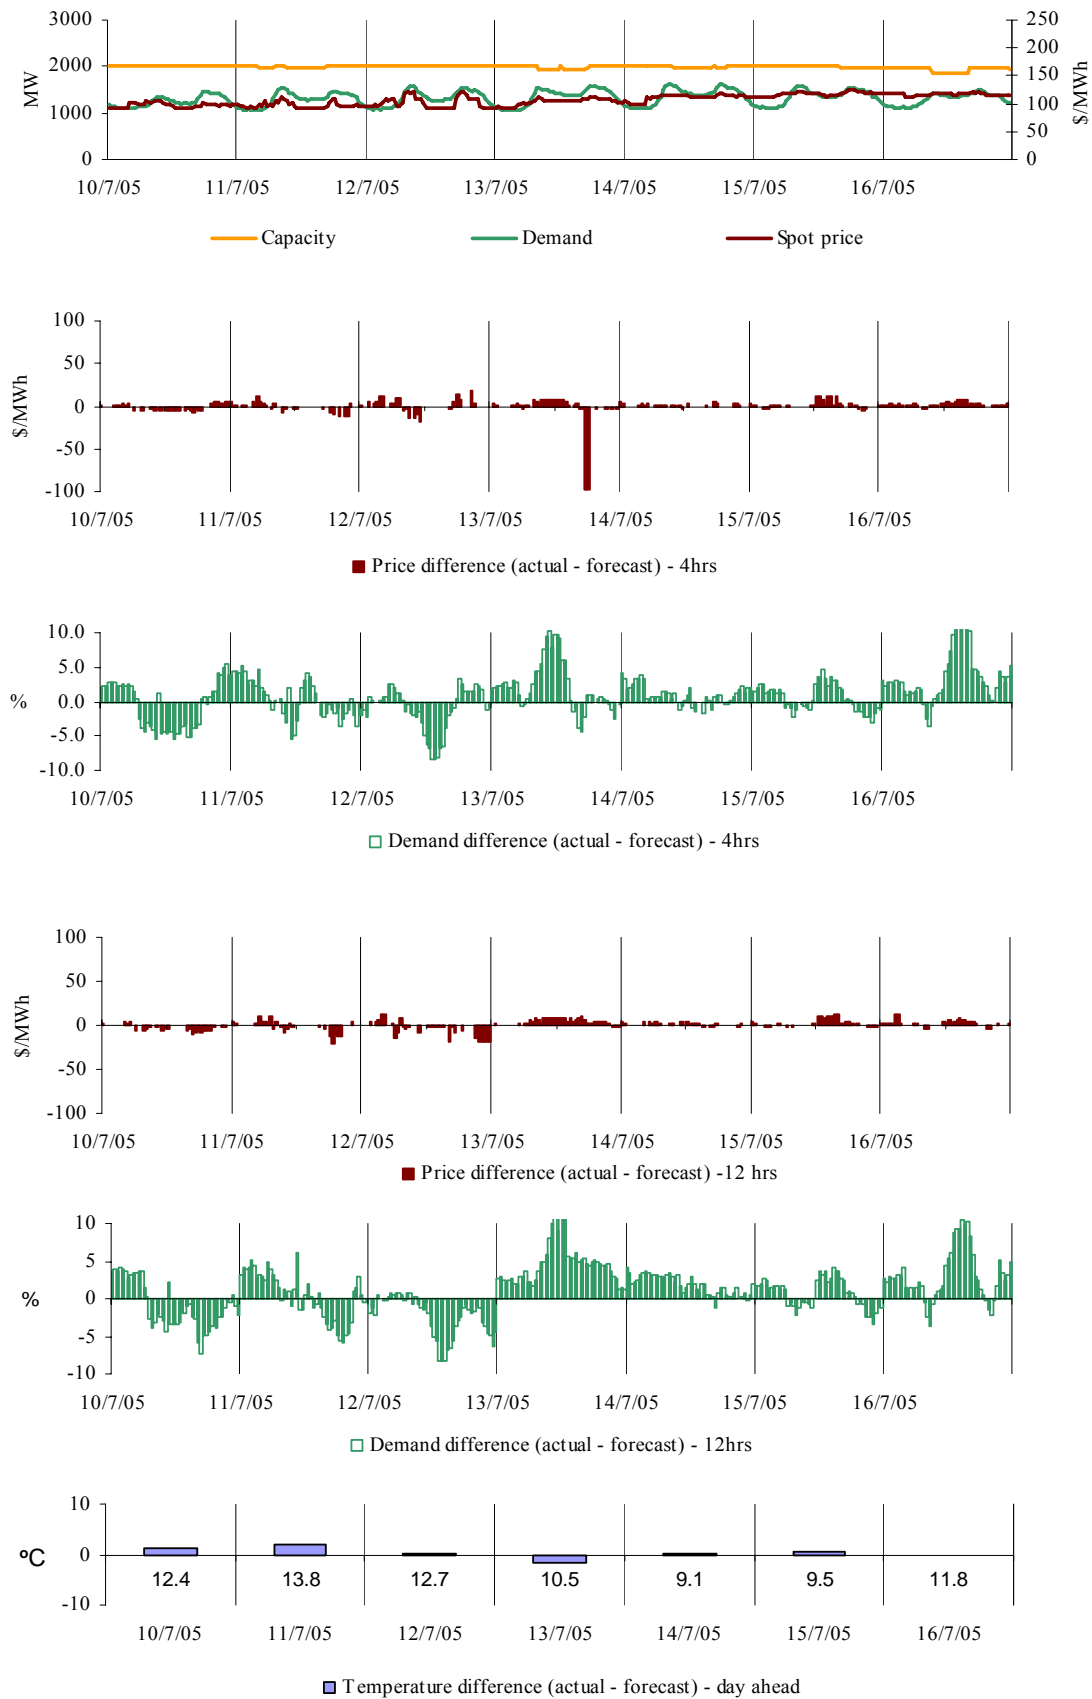 3000 250
200
2000 150
MW $/MWh
100
1000
50
0 0
10/7/05 11/7/05 12/7/05 13/7/05 14/7/05 15/7/05 16/7/05
Capacity Demand Spot price
100
50
$/MWh
0
-50
-100
10/7/05 11/7/05 12/7/05 13/7/05 14/7/05 15/7/05 16/7/05
Price difference (actual - forecast) - 4hrs
10.0
5.0
% 0.0
-5.0
-10.0
10/7/05 11/7/05 12/7/05 13/7/05 14/7/05 15/7/05 16/7/05
Demand difference (actual - forecast) - 4hrs
100
50
$/MWh
0
-50
-100
10/7/05 11/7/05 12/7/05 13/7/05 14/7/05 15/7/05 16/7/05
Price difference (actual - forecast) -12 hrs
10
5
% 0
-5
-10
10/7/05 11/7/05 12/7/05 13/7/05 14/7/05 15/7/05 16/7/05
Demand difference (actual - forecast) - 12hrs
10
ºC 0
12.4 13.8 12.7 10.5 9.1 9.5 11.8
-10
10/7/05 11/7/05 12/7/05 13/7/05 14/7/05 15/7/05 16/7/05
Temperature difference (actual - forecast) - day ahead